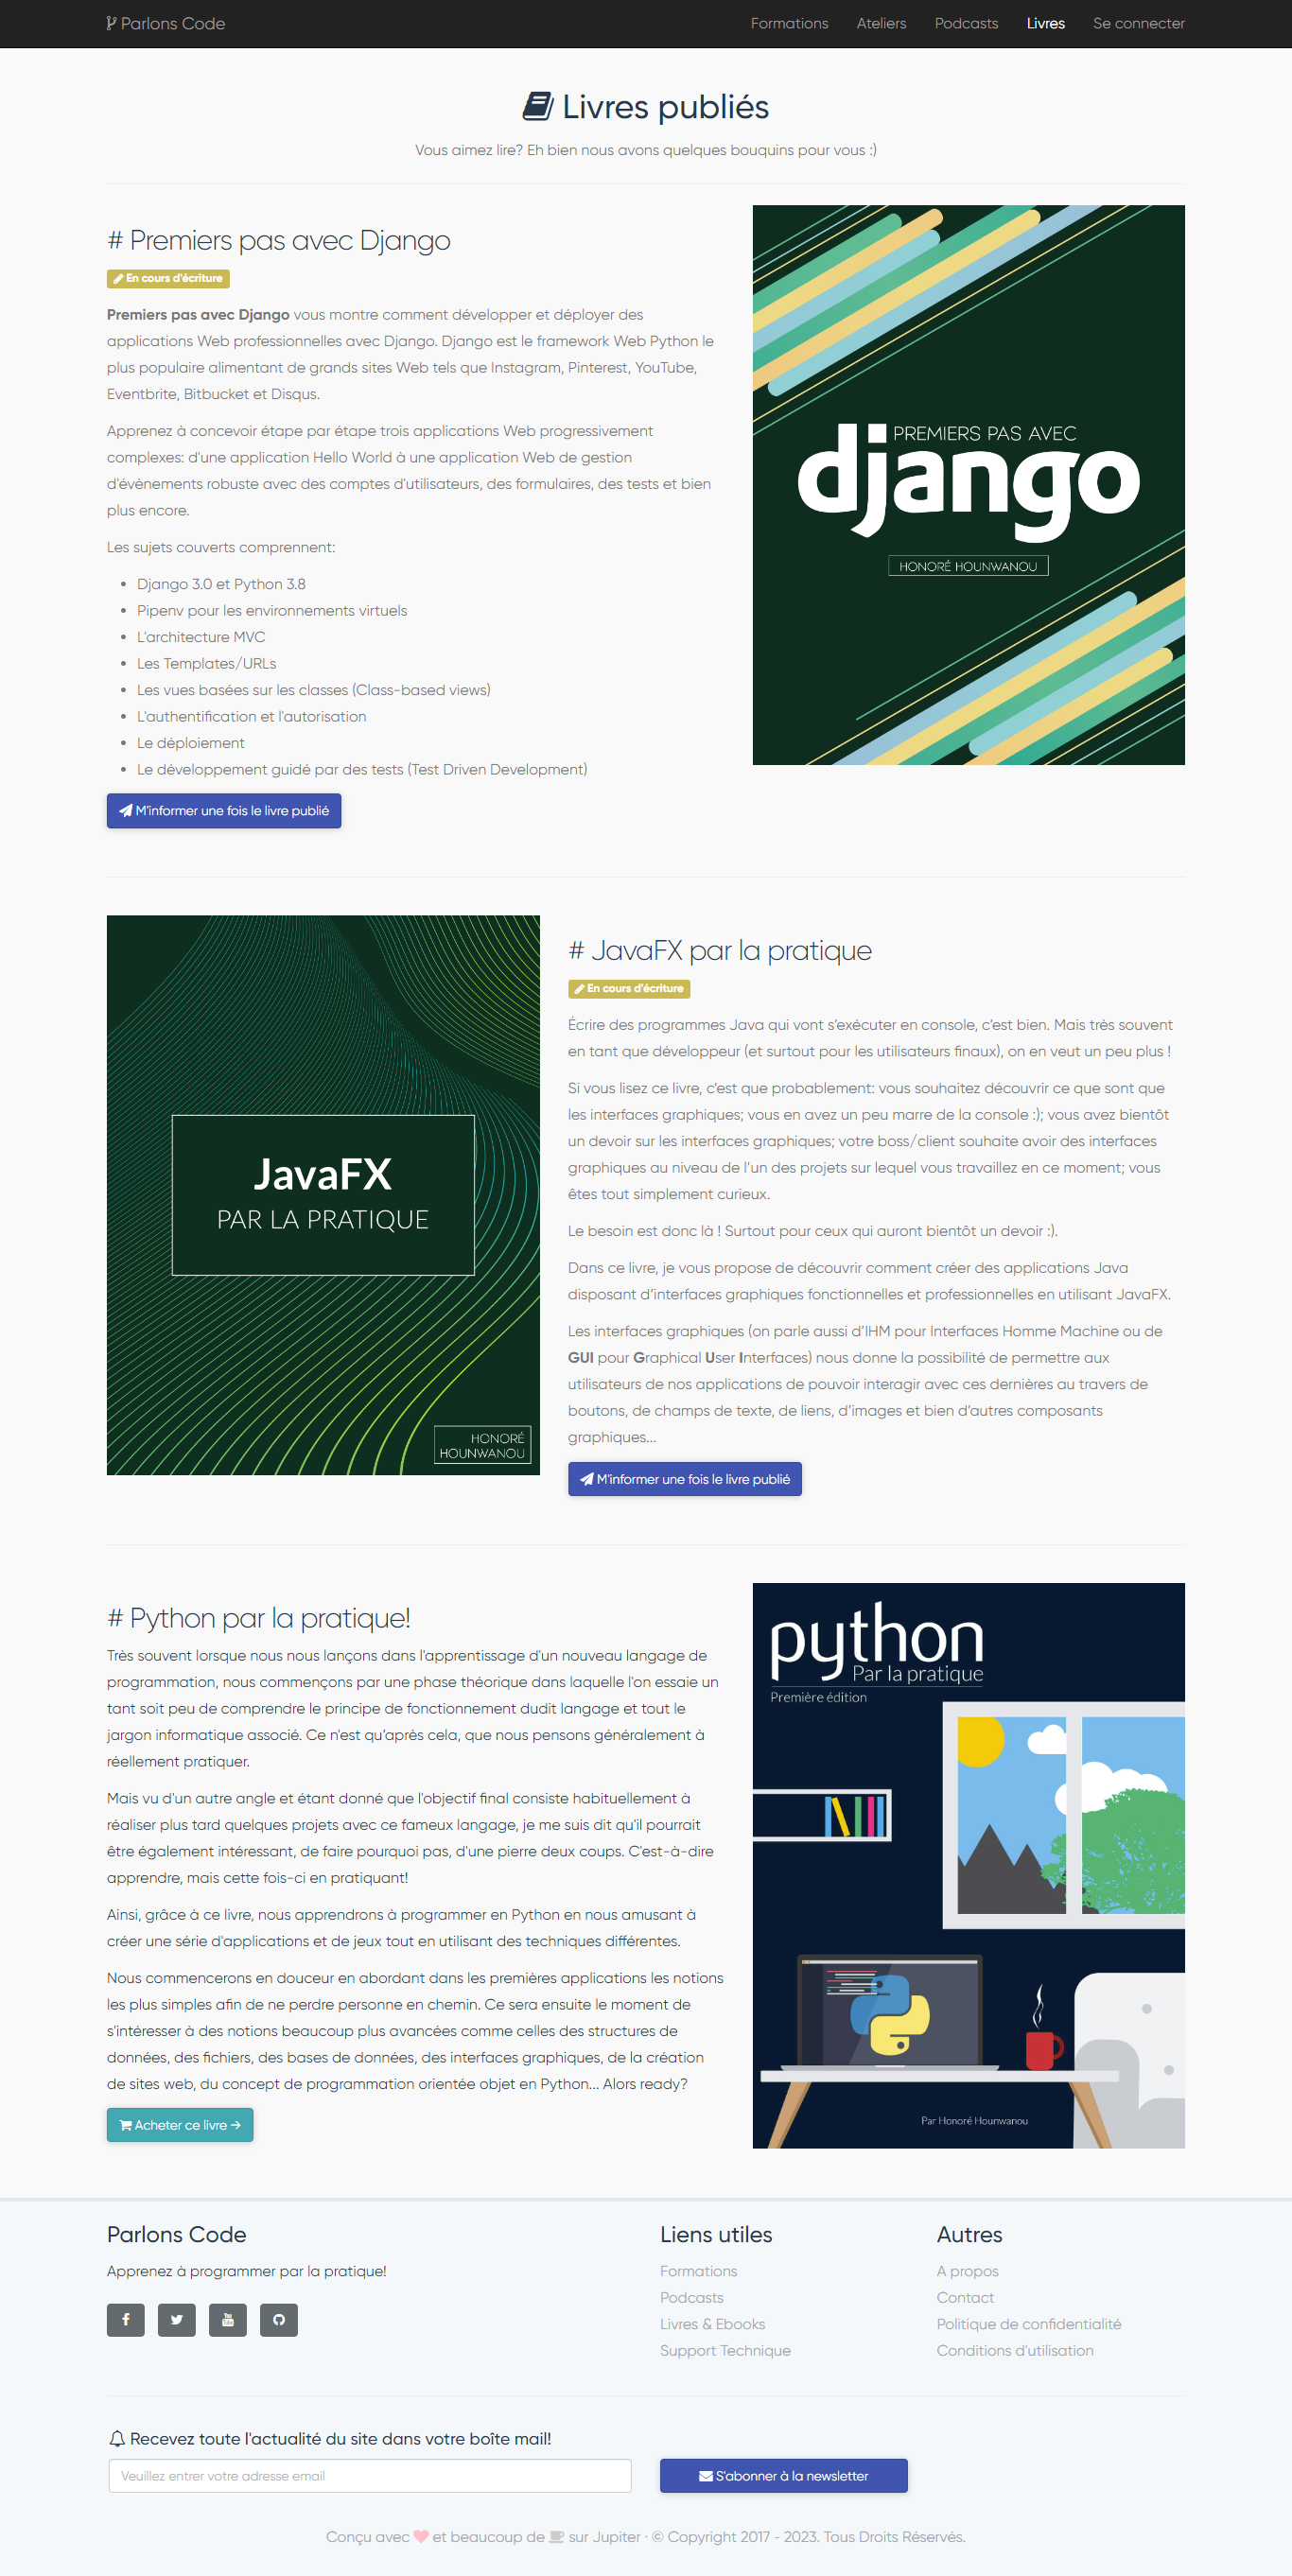 Parlons Code
Formations Ateliers Podcasts Livres Se connecter
Livres publiés
Vous aimez lire? Eh bien nous avons quelques bouquins pour vous :)
# Premiers pas avec Django
En cours d'écriture
Premiers pas avec Django vous montre comment développer et déployer des
applications Web professionnelles avec Django. Django est le framework Web Python le
plus populaire alimentant de grands sites Web tels que Instagram, Pinterest, YouTube,
Eventbrite, Bitbucket et Disqus.
Apprenez à concevoir étape par étape trois applications Web progressivement
complexes: d'une application Hello World à une application Web de gestion
d'évènements robuste avec des comptes d'utilisateurs, des formulaires, des tests et bien
plus encore.
Les sujets couverts comprennent:
• Django 3.0 et Python 3.8
• Pipenv pour les environnements virtuels
• L'architecture MVC
• Les Templates/URLs
• Les vues basées sur les classes (Class-based views)
• L'authentification et l'autorisation
• Le déploiement
• Le développement guidé par des tests (Test Driven Development)
M'informer une fois le livre publié
PREMIERS PAS AVEC
django
HONORÉ HOUNWANOU
JavaFX
PAR LA PRATIQUE
HONORÉ
HOUNWANOU
# JavaFX par la pratique
En cours d'écriture
Écrire des programmes Java qui vont s’exécuter en console, c’est bien. Mais très souvent
en tant que développeur (et surtout pour les utilisateurs finaux), on en veut un peu plus !
Si vous lisez ce livre, c’est que probablement: vous souhaitez découvrir ce que sont que
les interfaces graphiques; vous en avez un peu marre de la console :); vous avez bientôt
un devoir sur les interfaces graphiques; votre boss/client souhaite avoir des interfaces
graphiques au niveau de l’un des projets sur lequel vous travaillez en ce moment; vous
êtes tout simplement curieux.
Le besoin est donc là ! Surtout pour ceux qui auront bientôt un devoir :).
Dans ce livre, je vous propose de découvrir comment créer des applications Java
disposant d’interfaces graphiques fonctionnelles et professionnelles en utilisant JavaFX.
Les interfaces graphiques (on parle aussi d’IHM pour Interfaces Homme Machine ou de
GUI pour Graphical User Interfaces) nous donne la possibilité de permettre aux
utilisateurs de nos applications de pouvoir interagir avec ces dernières au travers de
boutons, de champs de texte, de liens, d’images et bien d’autres composants
graphiques...
M'informer une fois le livre publié
# Python par la pratique!
Très souvent lorsque nous nous lançons dans l'apprentissage d'un nouveau langage de
programmation, nous commençons par une phase théorique dans laquelle l'on essaie un
tant soit peu de comprendre le principe de fonctionnement dudit langage et tout le
jargon informatique associé. Ce n'est qu’après cela, que nous pensons généralement à
réellement pratiquer.
Mais vu d'un autre angle et étant donné que l'objectif final consiste habituellement à
réaliser plus tard quelques projets avec ce fameux langage, je me suis dit qu'il pourrait
être également intéressant, de faire pourquoi pas, d'une pierre deux coups. C'est-à-dire
apprendre, mais cette fois-ci en pratiquant!
Ainsi, grâce à ce livre, nous apprendrons à programmer en Python en nous amusant à
créer une série d'applications et de jeux tout en utilisant des techniques différentes.
Nous commencerons en douceur en abordant dans les premières applications les notions
les plus simples afin de ne perdre personne en chemin. Ce sera ensuite le moment de
s'intéresser à des notions beaucoup plus avancées comme celles des structures de
données, des fichiers, des bases de données, des interfaces graphiques, de la création
de sites web, du concept de programmation orientée objet en Python... Alors ready?
Acheter ce livre →
python
Par la pratique
Première édition
Par Honoré Hounwanou
Parlons Code
Apprenez à programmer par la pratique!
Liens utiles
Formations
Podcasts
Livres & Ebooks
Support Technique
Autres
A propos
Contact
Politique de confidentialité
Conditions d'utilisation
Recevez toute l'actualité du site dans votre boîte mail!
Veuillez entrer votre adresse email
S'abonner à la newsletter
Conçu avec et beaucoup de sur Jupiter · © Copyright 2017 - 2023. Tous Droits Réservés.